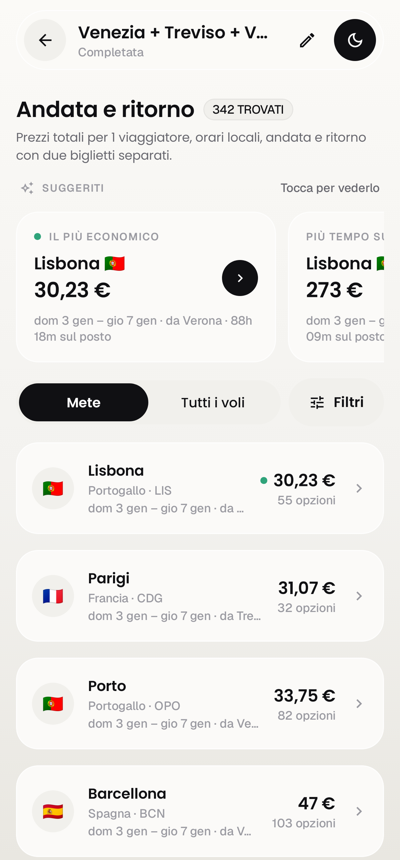 Venezia + Treviso + V...
Completata
Andata e ritorno
342 TROVATI
Prezzi totali per 1 viaggiatore, orari locali, andata e ritorno
con due biglietti separati.
SUGGERITI
Tocca per vederlo
IL PIÙ ECONOMICO
Lisbona 🇵🇹
30,23 €
dom 3 gen – gio 7 gen · da Verona · 88h
18m sul posto
PIÙ TEMPO SU
Lisbona 🇵🇹
273 €
dom 3 gen – g
09m sul posto
Mete
Tutti i voli
Filtri
Lisbona
Portogallo · LIS
dom 3 gen – gio 7 gen · da ...
30,23 €
55 opzioni
Parigi
Francia · CDG
dom 3 gen – gio 7 gen · da Tre...
31,07 €
32 opzioni
Porto
Portogallo · OPO
dom 3 gen – gio 7 gen · da Ve...
33,75 €
82 opzioni
Barcellona
Spagna · BCN
dom 3 gen – gio 7 gen · da V...
47 €
103 opzioni